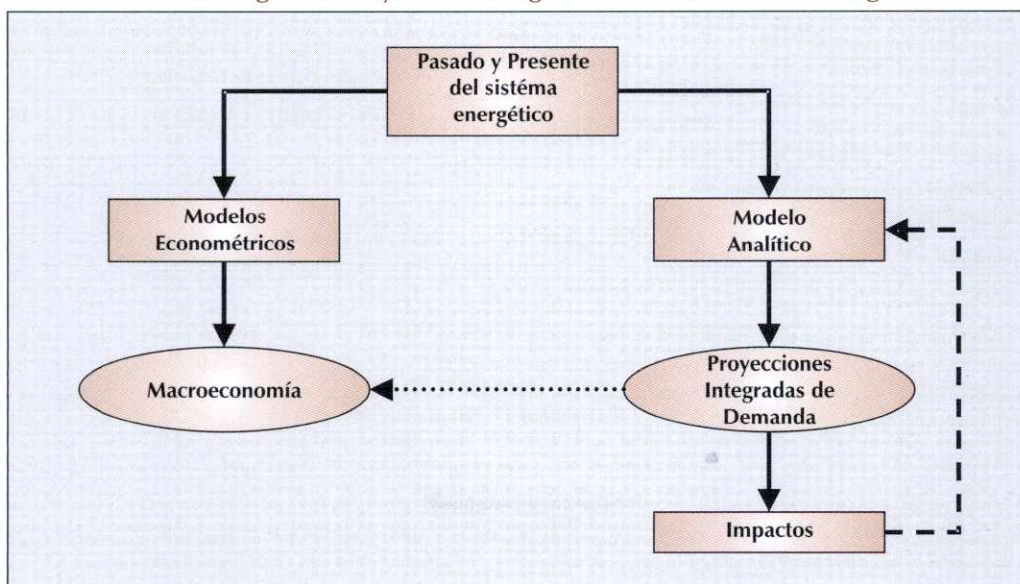 Pasado y Presente
del sistéma
energético
Modelos
Econométricos
Modelo
Analítico
Macroeconomía
Proyecciones
Integradas de
Demanda
Impactos